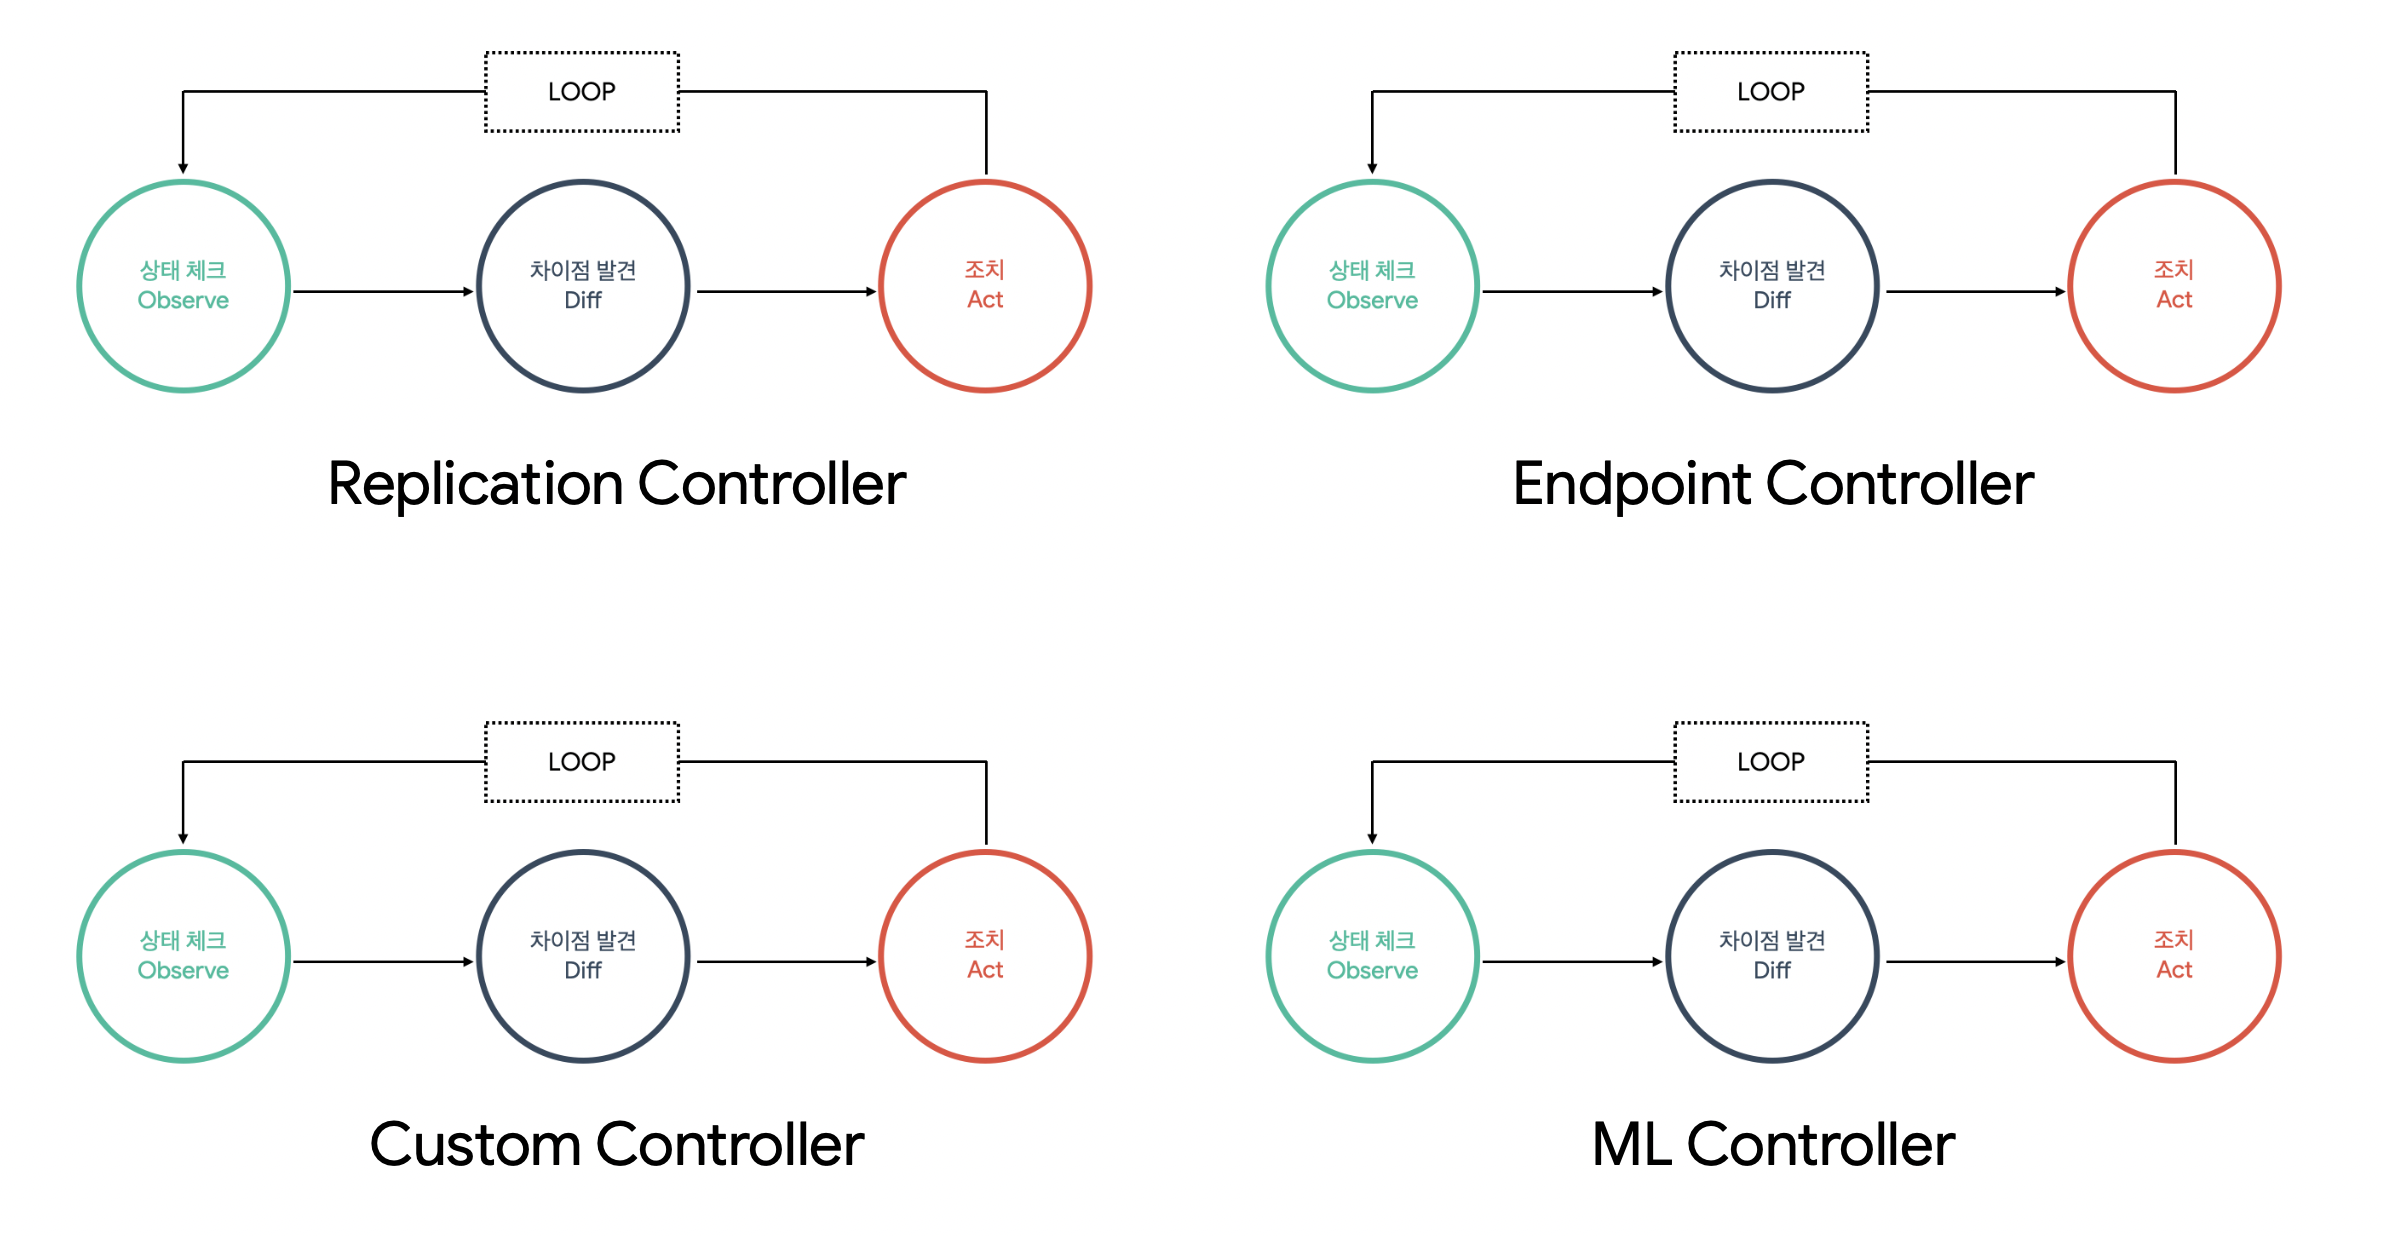 LOOP
상태 체크
Observe
차이점 발견
Diff
조치
Act
Replication Controller
LOOP
상태 체크
Observe
차이점 발견
Diff
조치
Act
Endpoint Controller
LOOP
상태 체크
Observe
차이점 발견
Diff
조치
Act
Custom Controller
LOOP
상태 체크
Observe
차이점 발견
Diff
조치
Act
ML Controller